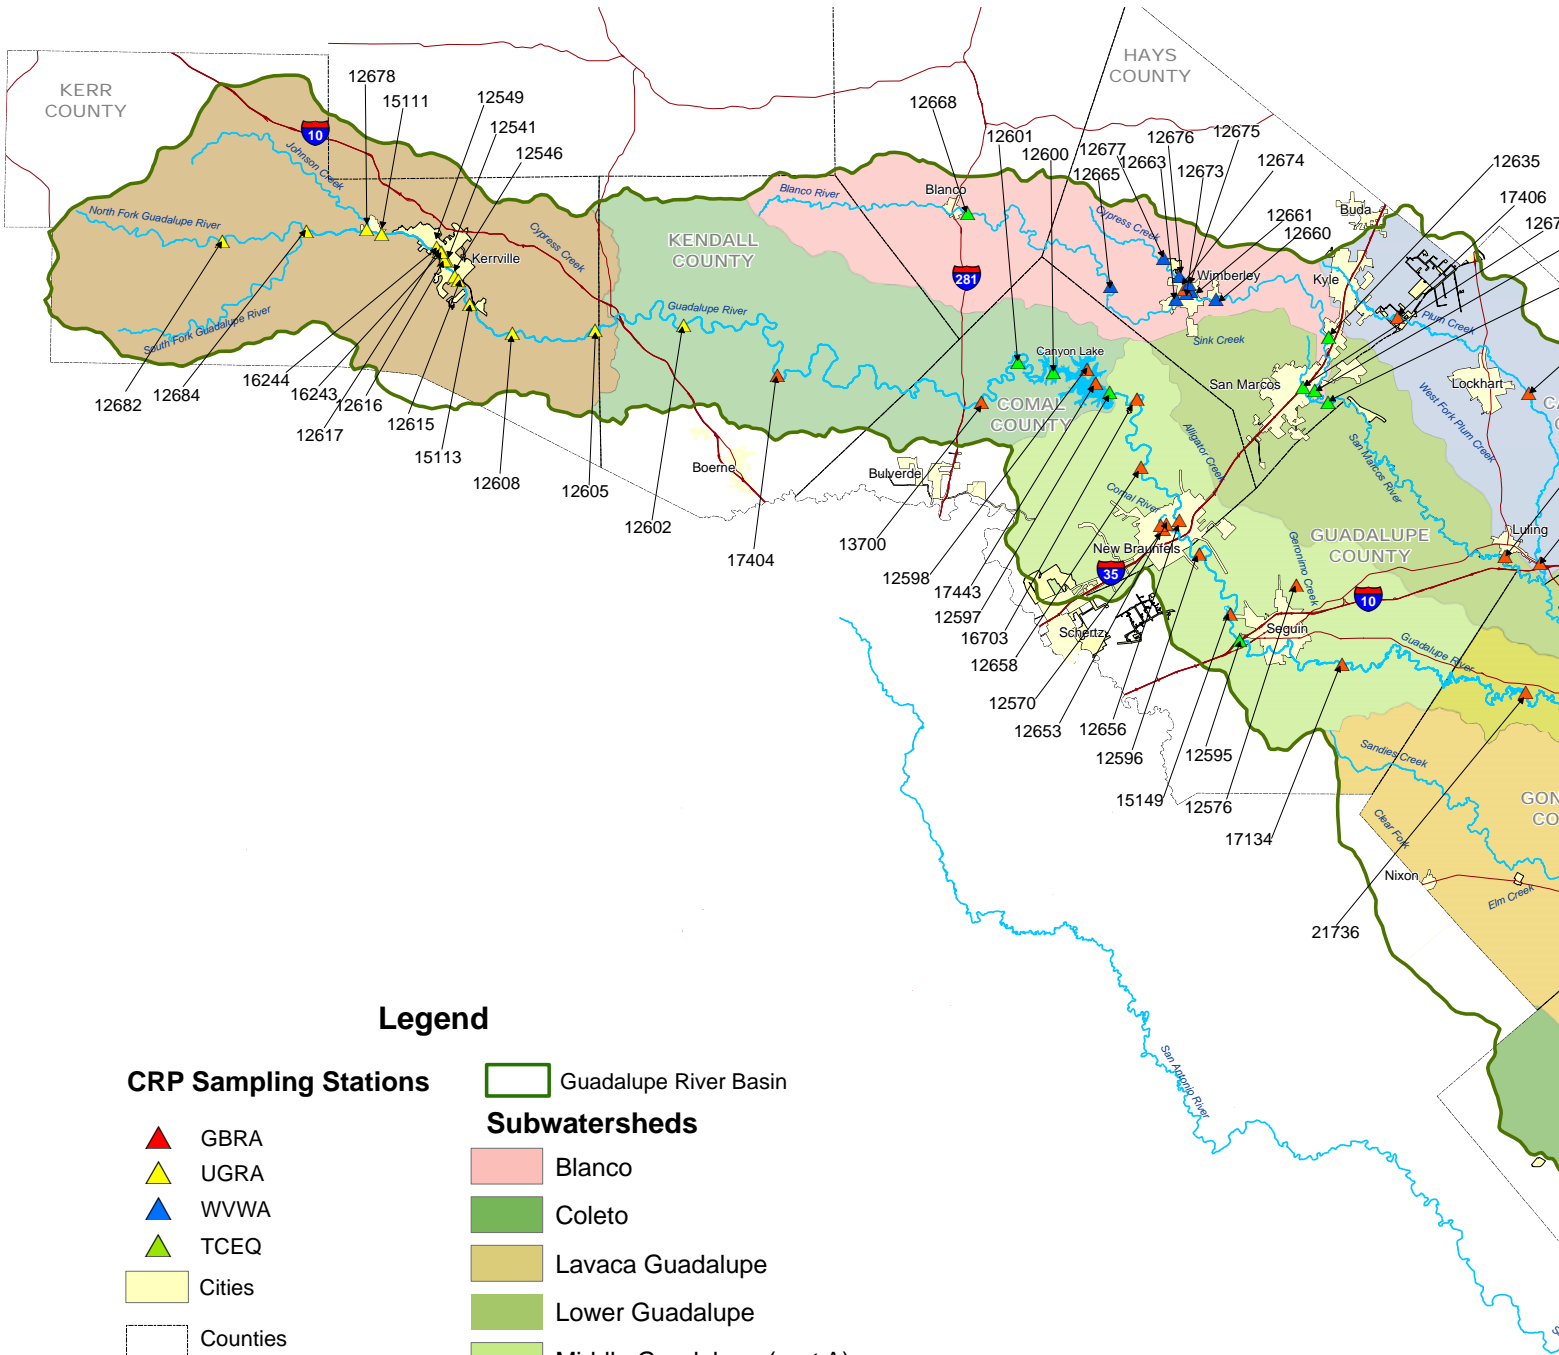 HAYS
COUNTY
KERR
COUNTY
12678
15111
12549
12541
12546
12668
12601
12600
12677
12676
12675
12663
12673
12674
12665
12635
17406
12661
12660
10
Johnson Creek
North Fork Guadalupe River
South Fork Guadalupe River
Cypress Creek
Kerrville
KENDALL
COUNTY
Blanco River
Blanco
281
Cypress Creek
Wimberley
Buda
Kyle
Plum Creek
Guadalupe River
Canyon Lake
Sink Creek
San Marcos
Lockhart
West Fork Plum Creek
COMAL
COUNTY
12682
12684
16244
16243
12617
12616
12615
15113
12608
12605
12602
17404
Boerne
Bulverde
Alligator Creek
San Marcos River
Comal River
New Braunfels
35
Schertz
Geronimo Creek
GUADALUPE
COUNTY
Luling
10
Seguin
Guadalupe River
13700
12598
17443
12597
16703
12658
12570
12653
12656
12596
15149
12595
12576
17134
21736
Sandies Creek
Clear Fork
Nixon
Elm Creek
San Antonio River
Legend
CRP Sampling Stations
GBRA
UGRA
WVWA
TCEQ
Cities
Counties
Guadalupe River Basin
Subwatersheds
Blanco
Coleto
Lavaca Guadalupe
Lower Guadalupe